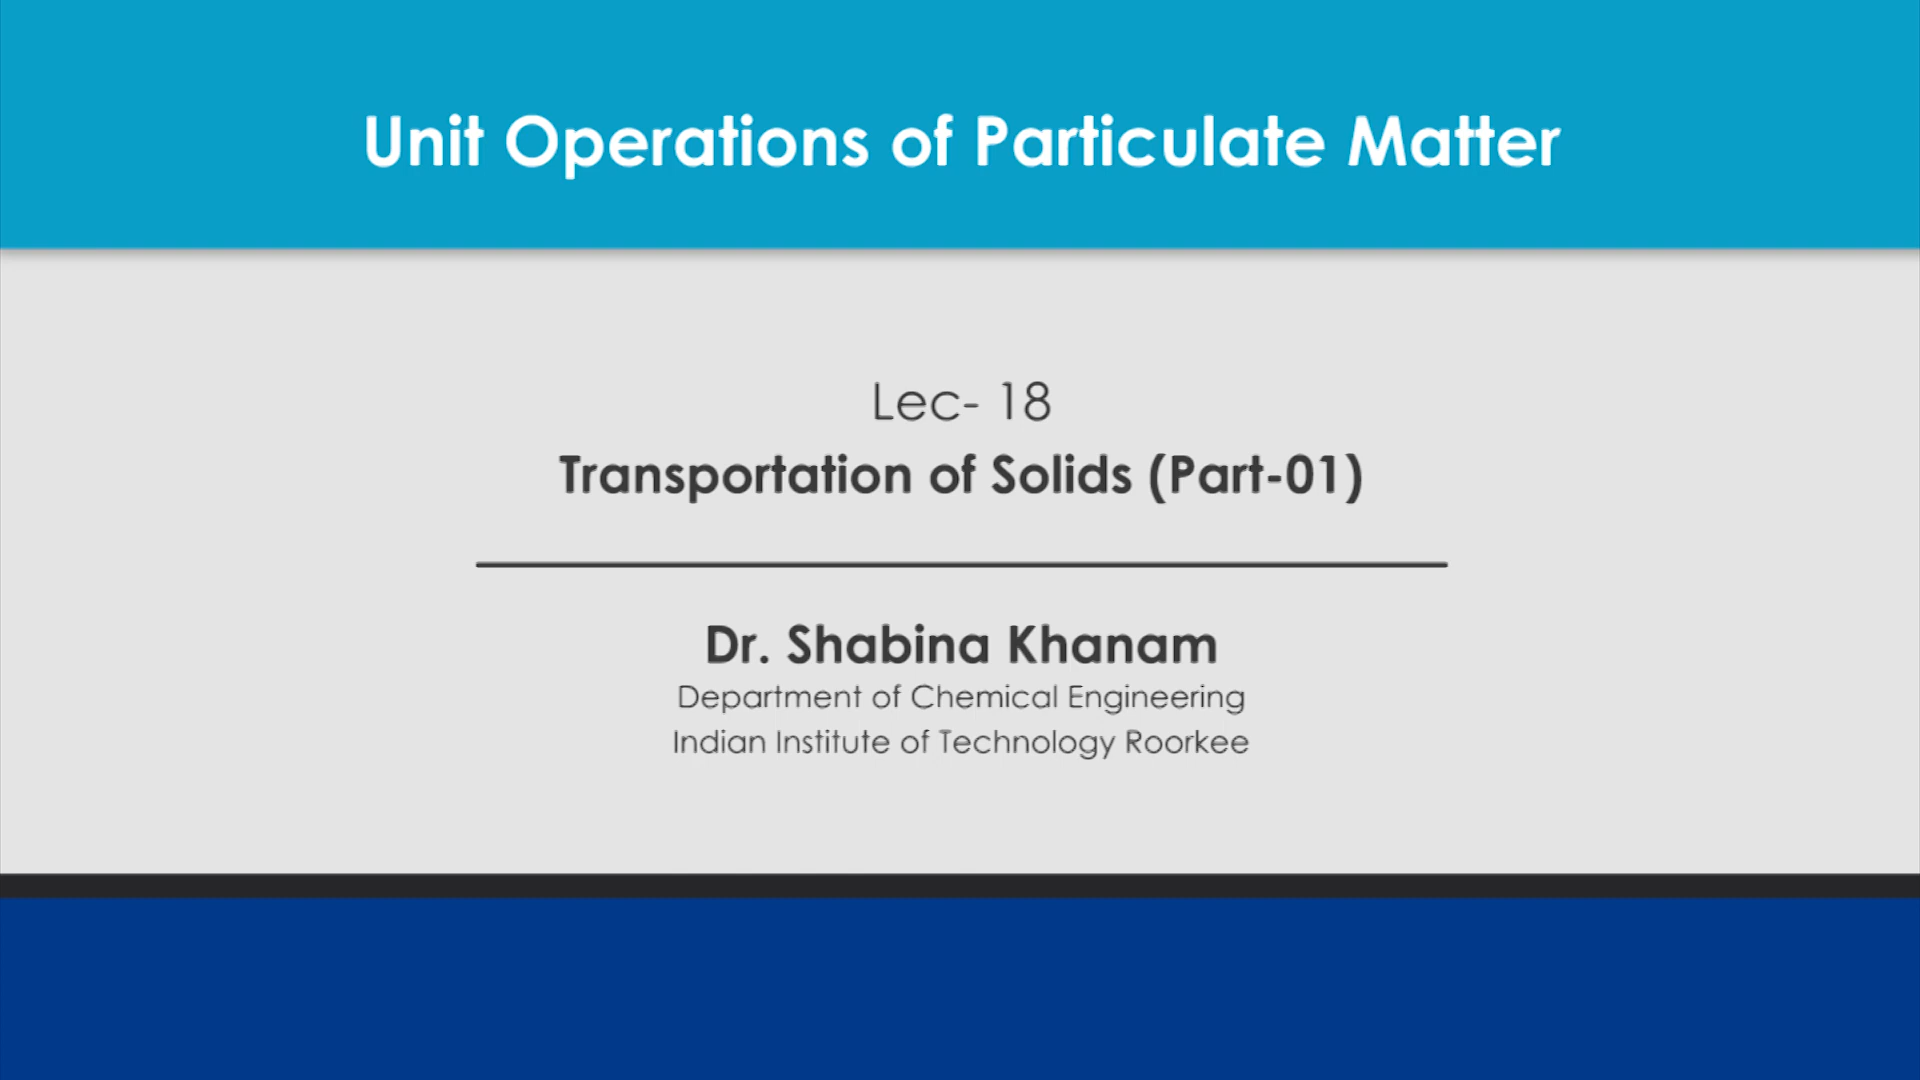 Unit Operations of Particulate Matter
Lec- 18
Transportation of Solids (Part-01)
Dr. Shabina Khanam
Department of Chemical Engineering
Indian Institute of Technology Roorkee